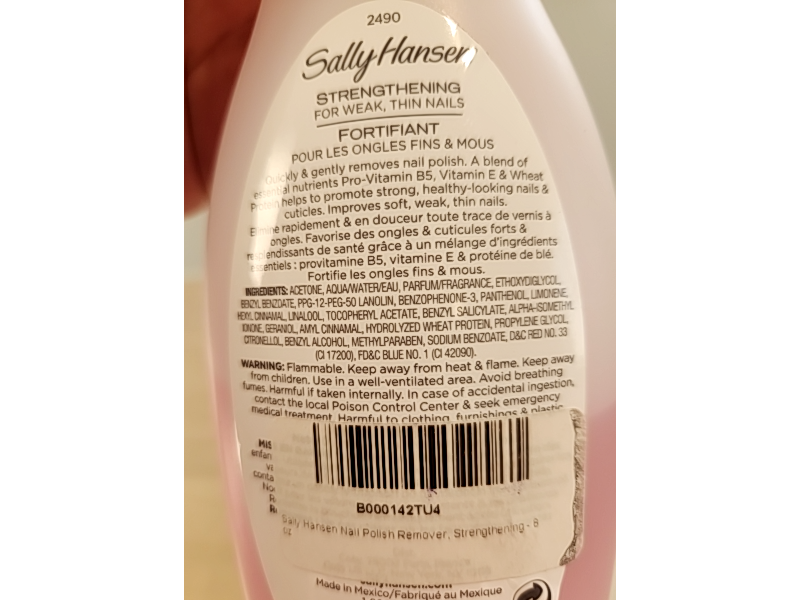 2490
Sally Hansen
STRENGTHENING
FOR WEAK, THIN NAILS
FORTIFIANT
POUR LES ONGLES FINS & MOUS
Quickly & gently removes nail polish. A blend of
essential nutrients Pro-Vitamin B5, Vitamin E & Wheat
Protein helps to promote strong, healthy-looking nails &
cuticles. Improves soft, weak, thin nails.
Élimine rapidement & en douceur toute trace de vernis à
ongles. Favorise des ongles & cuticules forts &
resplendissants de santé grâce à un mélange d'ingrédients
essentiels : provitamine B5, vitamine E & protéine de blé.
Fortifie les ongles fins & mous.
INGREDIENTS: ACETONE, AQUA/WATER/EAU, PARFUM/FRAGRANCE, ETHOXYDIGLYCOL,
BENZYL BENZOATE, PPG-12-PEG-50 LANOLIN, BENZOPHENONE-3, PANTHENOL, LIMONENE,
HEXYL CINNAMAL, LINALOOL, TOCOPHERYL ACETATE, BENZYL SALICYLATE, ALPHA-ISOMETHYL
IONONE, GERANIOL, AMYL CINNAMAL, HYDROLYZED WHEAT PROTEIN, PROPYLENE GLYCOL,
CITRONELLOL, BENZYL ALCOHOL, METHYLPARABEN, SODIUM BENZOATE, D&C RED NO. 33
(CI 17200), FD&C BLUE NO. 1 (CI 42090).
WARNING: Flammable. Keep away from heat & flame. Keep away
from children. Use in a well-ventilated area. Avoid breathing
fumes. Harmful if taken internally. In case of accidental ingestion,
contact the local Poison Control Center & seek emergency
medical treatment. Harmful to clothing, furnishings & plastic
B000142TU4
Sally Hansen Nail Polish Remover, Strengthening - 8
oz
sallyhansen.com
Made in Mexico/Fabriqué au Mexique